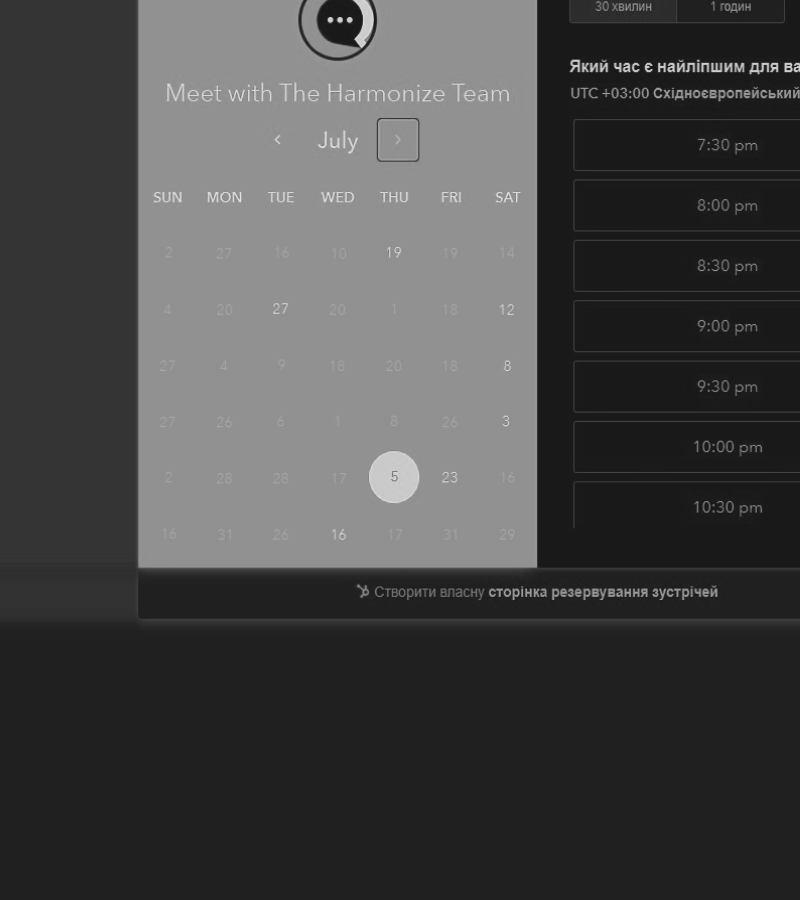 30 хвилин 1 годин
Який час є найліпшим для ва
UTC +03:00 Східноєвропейський
Meet with The Harmonize Team
July
SUN MON TUE WED THU FRI SAT
2 27 16 10 19 19 14
4 20 27 20 1 18 12
27 4 9 18 20 18 8
27 26 6 1 8 26 3
2 28 28 17 5 23 16
16 31 26 16 17 31 29
7:30 pm
8:00 pm
8:30 pm
9:00 pm
9:30 pm
10:00 pm
10:30 pm
Створити власну сторінка резервування зустрічей